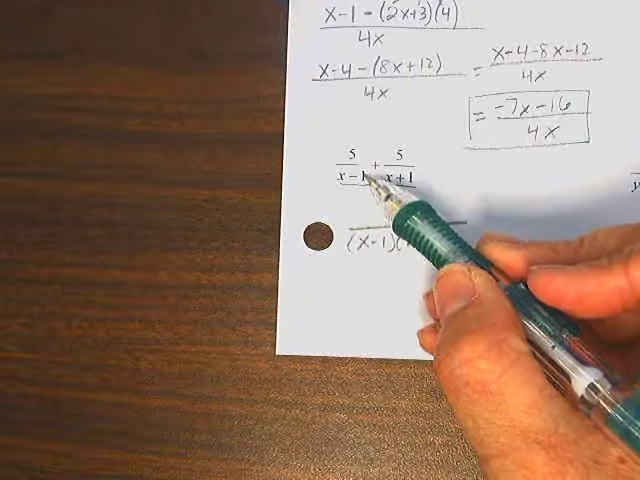 x-1-(2x+3)(4)
4x
x-4-(8x+12) = x-4-8x-12
4x 4x
= -7x-16
4x
5 + 5
x-1 x+1
(x-1)(